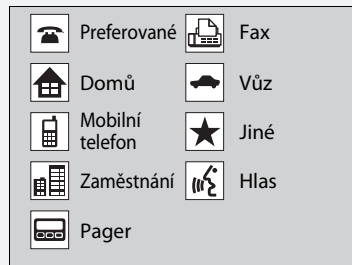 Preferované
Fax
Domů
Vůz
Mobilní
telefon
Jiné
Zaměstnání
Hlas
Pager